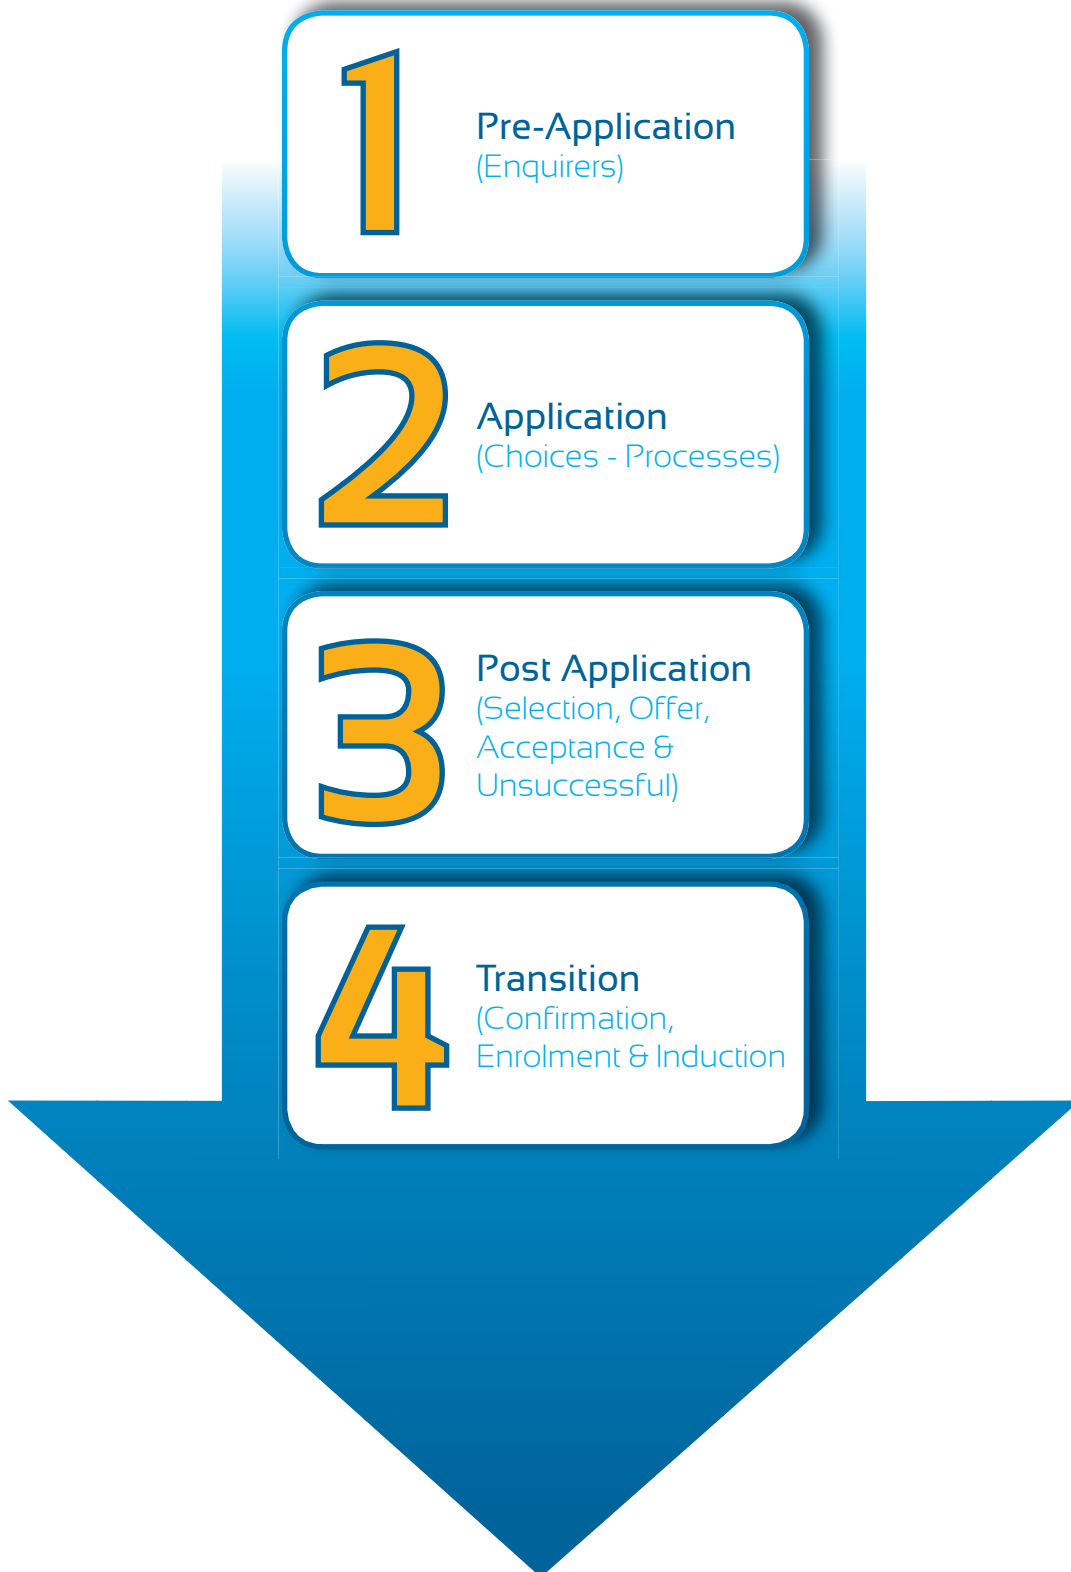 1
Pre-Application
(Enquirers)
2
Application
(Choices - Processes)
3
Post Application
(Selection, Offer,
Acceptance &
Unsuccessful)
4
Transition
(Confirmation,
Enrolment & Induction